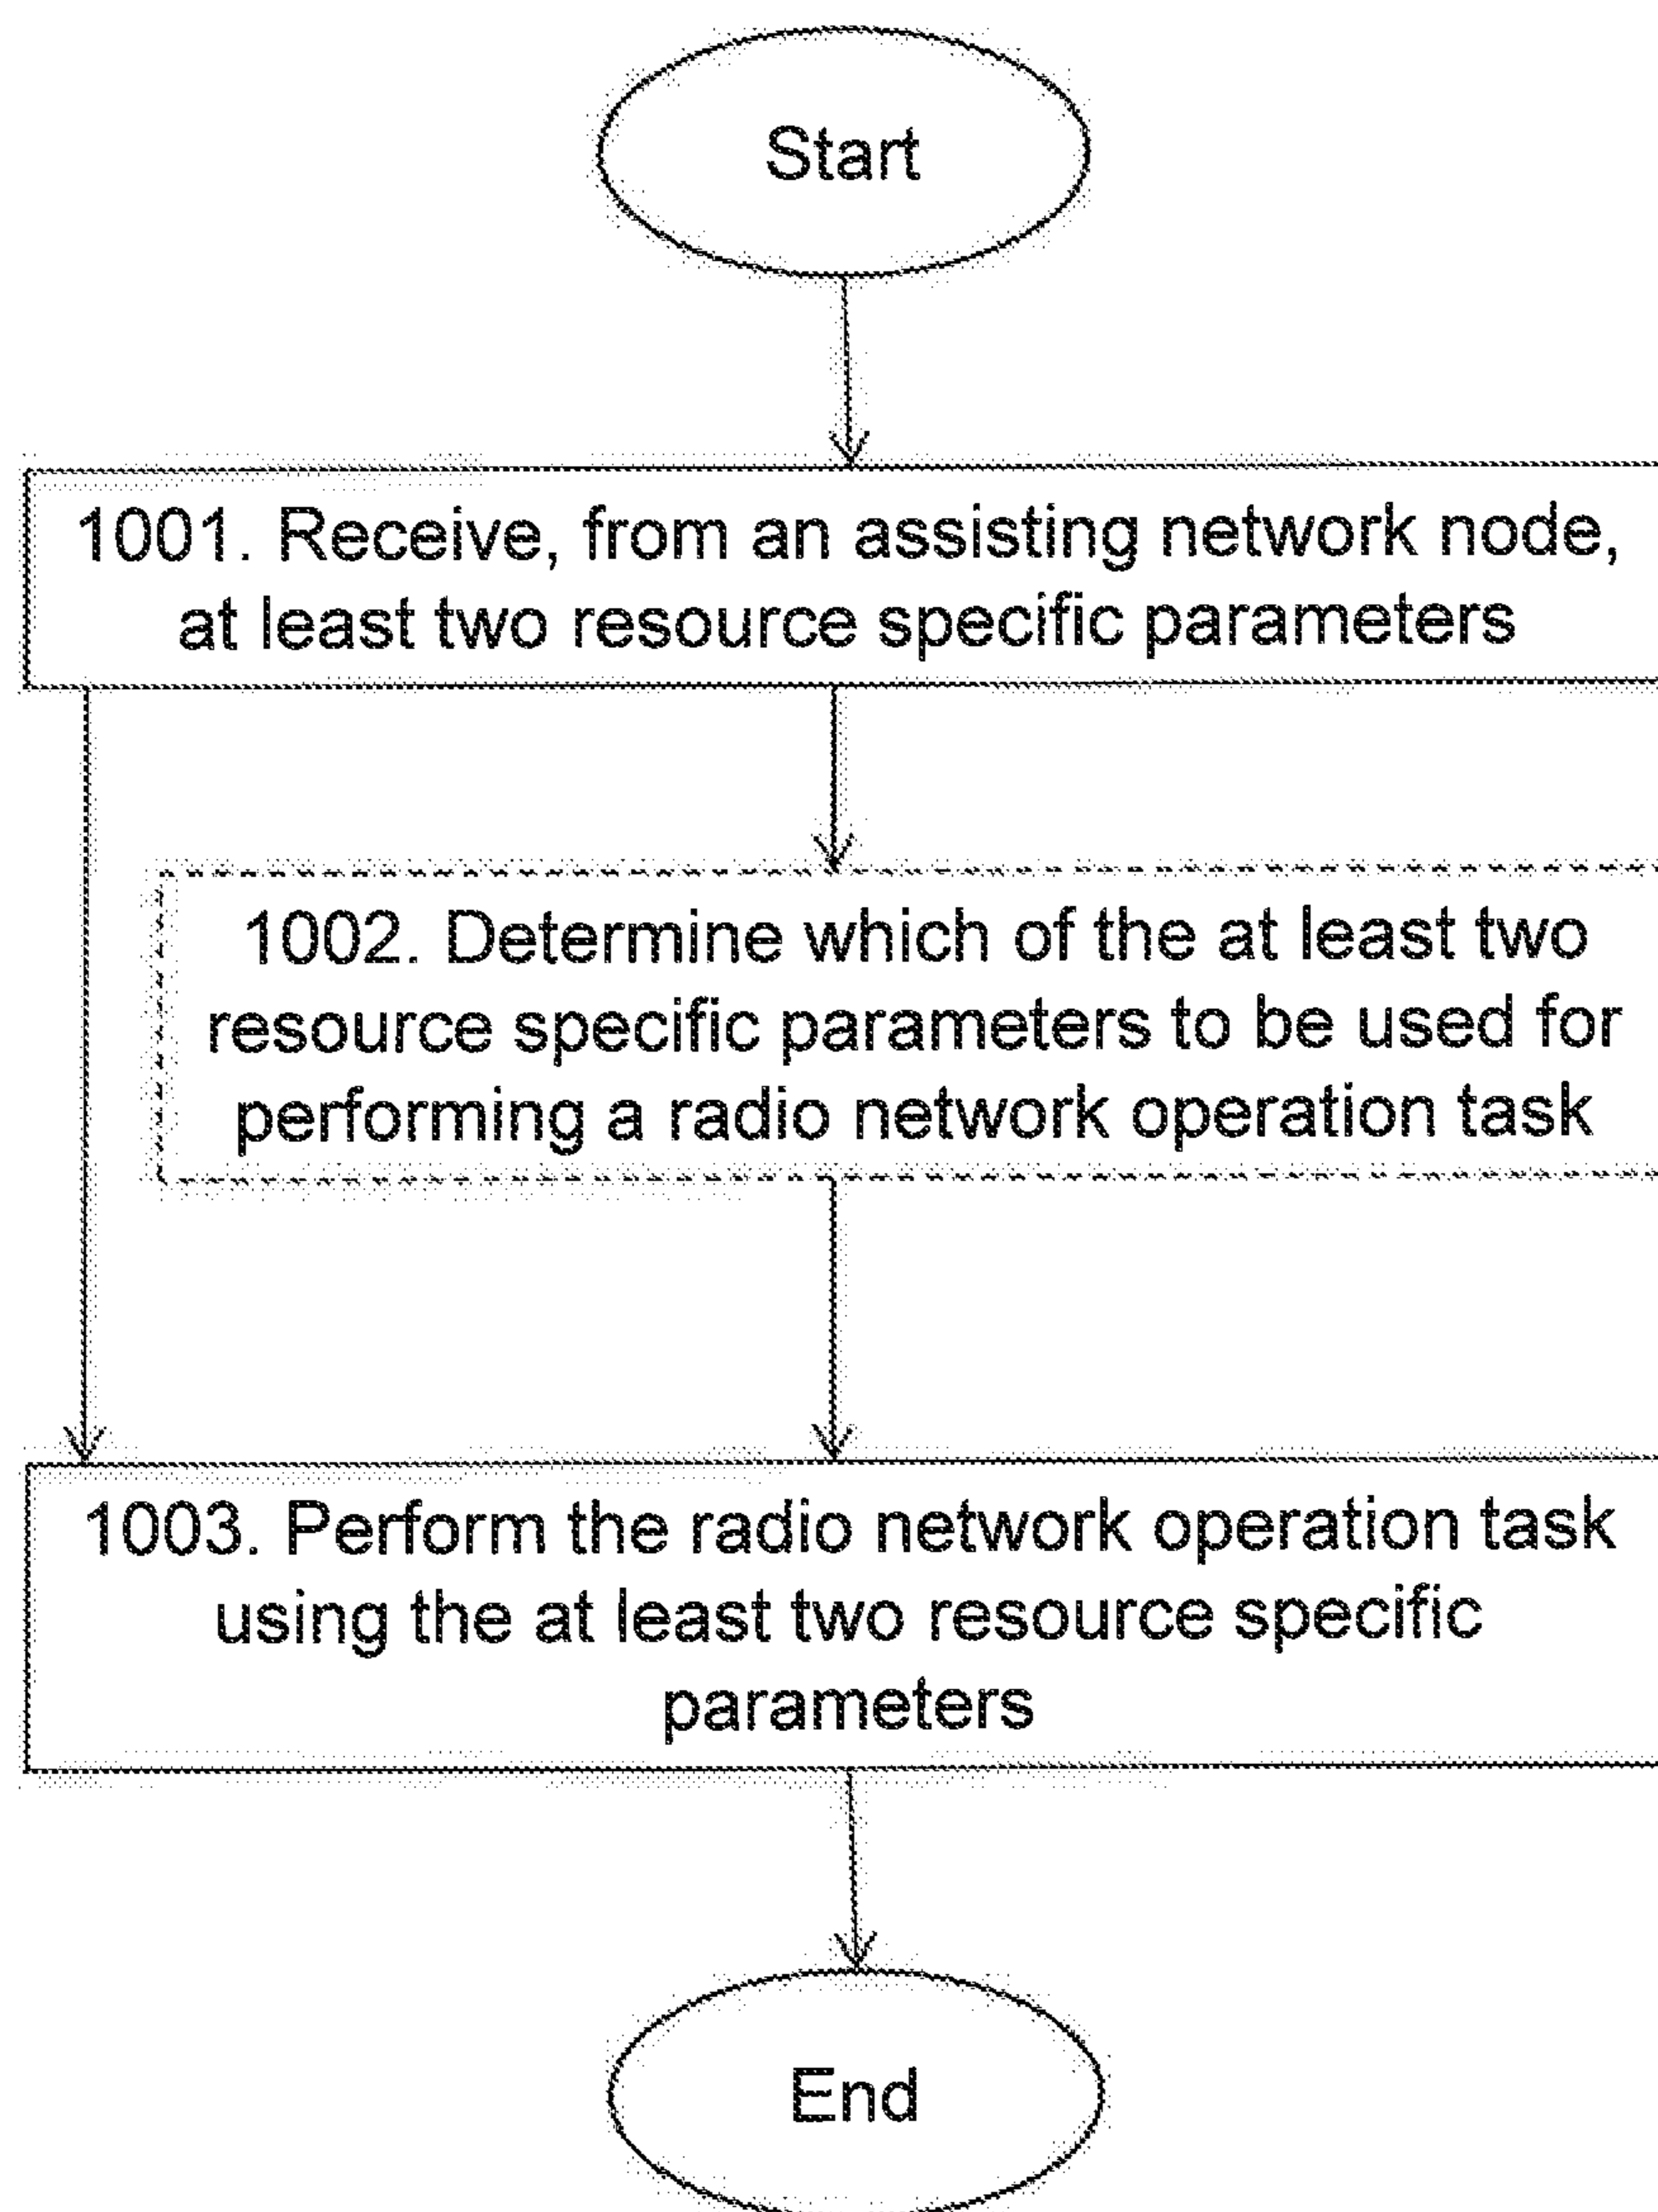 Start
1001. Receive, from an assisting network node,
at least two resource specific parameters
1002. Determine which of the at least two
resource specific parameters to be used for
performing a radio network operation task
1003. Perform the radio network operation task
using the at least two resource specific
parameters
End